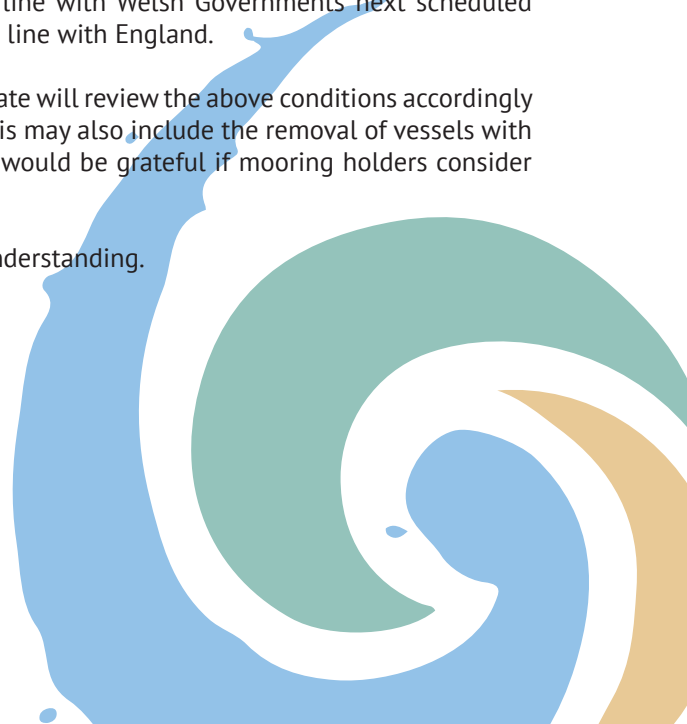 line with Welsh Governments next scheduled
line with England.
ate will review the above conditions accordingly
is may also include the removal of vessels with
would be grateful if mooring holders consider
nderstanding.